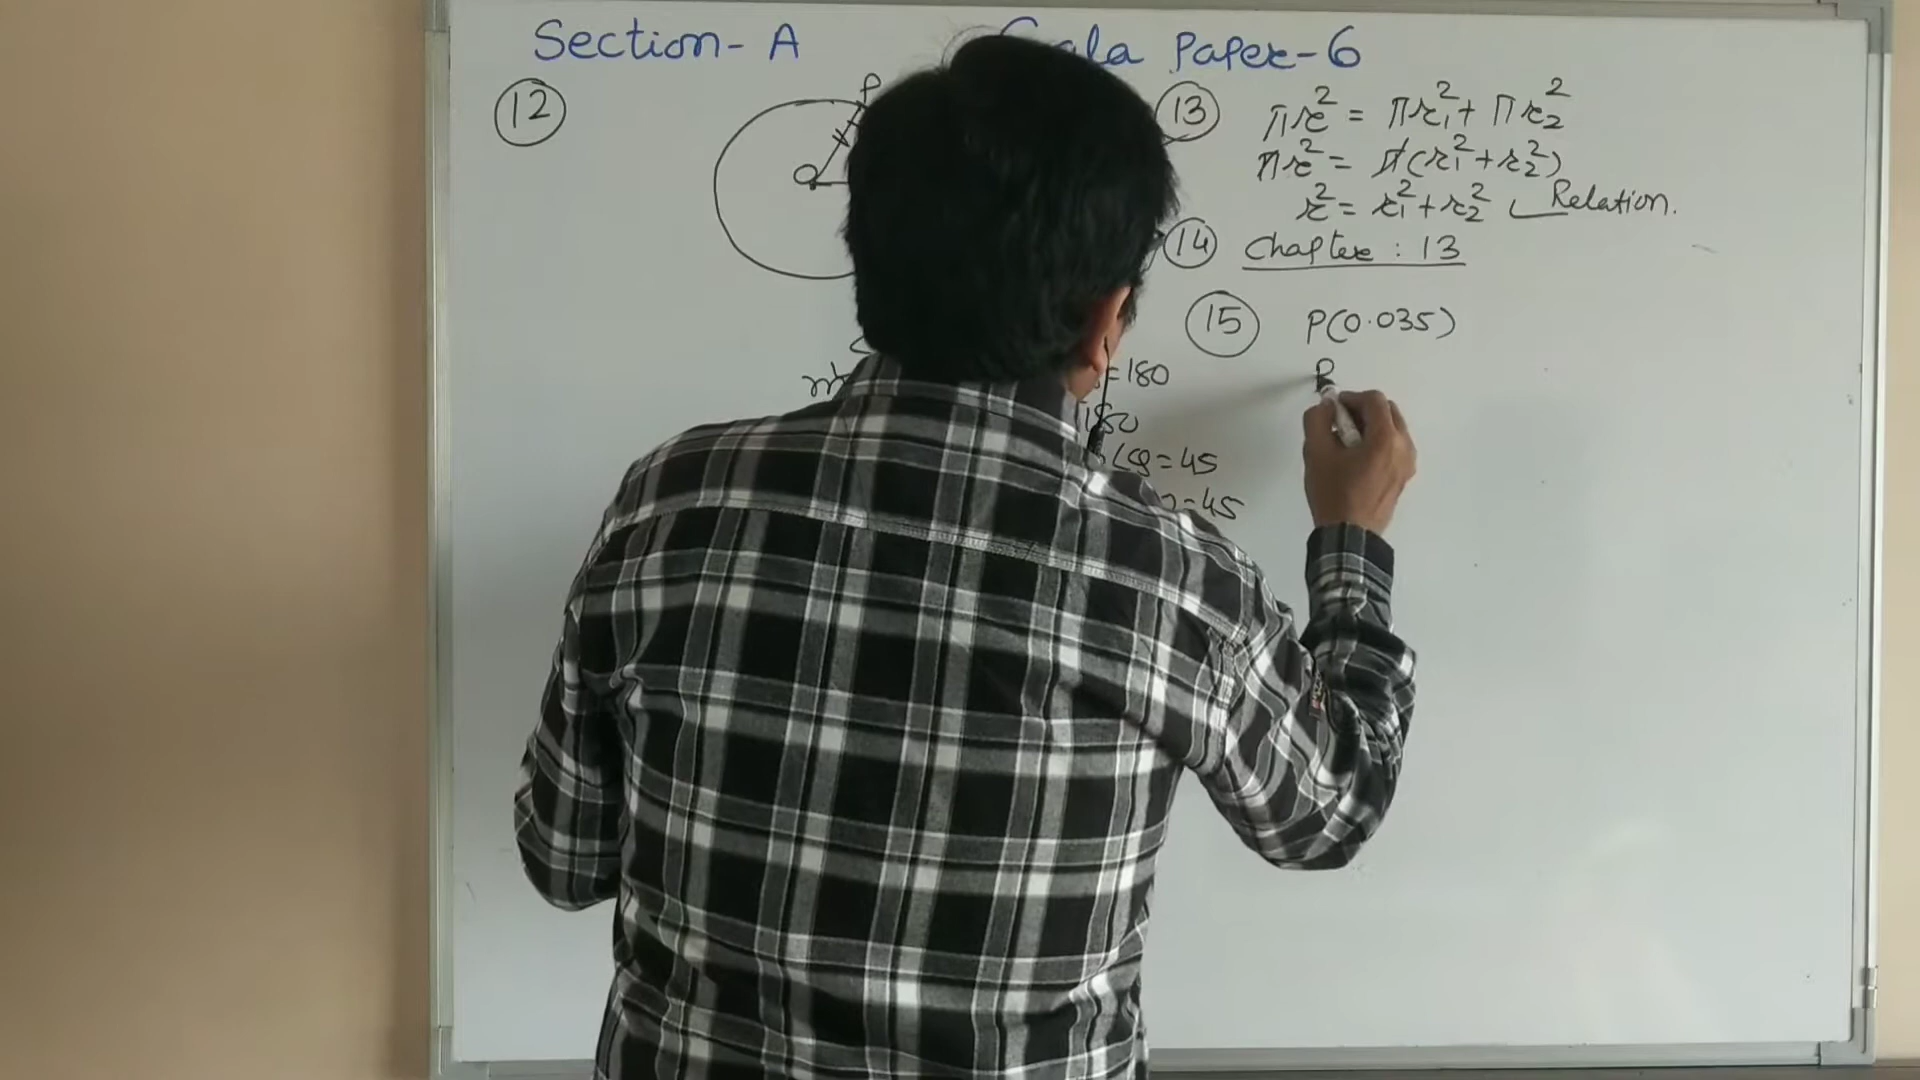 Section- A
Paper-6
12
P
O
=180
180
=45
=45
13
πr² = πr₁² + πr₂²
πr² = π(r₁² + r₂²)
r² = r₁² + r₂² Relation.
14 Chapter : 13
15 P(0.035)
P